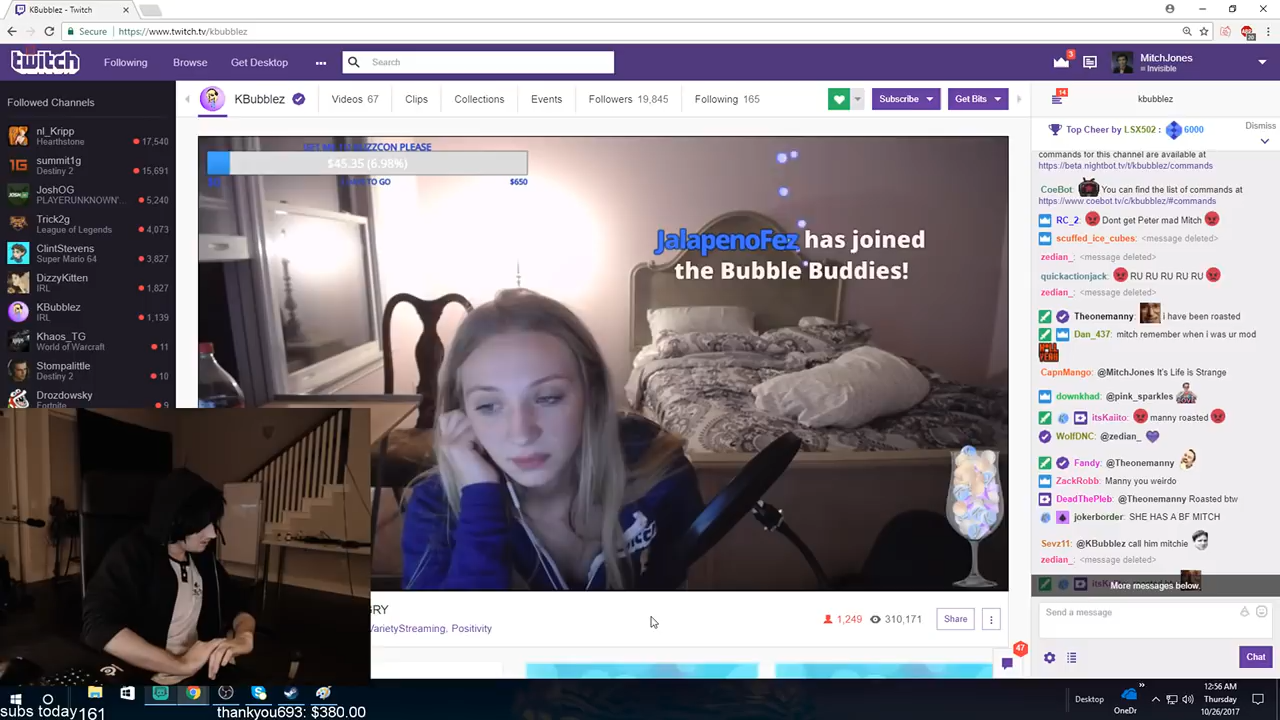 KBubblez - Twitch
Secure | https://www.twitch.tv/kbubblez
twitch
Following
Browse
Get Desktop
Search
3
MitchJones
Invisible
Followed Channels
nl_Kripp
Hearthstone
17,540
summit1g
Destiny 2
15,691
JoshOG
PLAYERUNKNOWN'..
5,240
Trick2g
League of Legends
4,073
ClintStevens
Super Mario 64
3,827
DizzyKitten
IRL
1,827
KBubblez
IRL
1,139
Khaos_TG
World of Warcraft
11
Stompalittle
Destiny 2
10
Drozdowsky
Fortnite
9
KBubblez
Videos 67
Clips
Collections
Events
Followers 19,845
Following 165
Subscribe
Get Bits
PLEASE
$45.35 (6.98%)
TO GO
$650
JalapenoFez has joined
the Bubble Buddies!
GRY
VarietyStreaming, Positivity
1,249
310,171
Share
47
14
kbubblez
Top Cheer by LSX502 : 6000
Dismiss
commands for this channel are available at
https://beta.nightbot.tv/t/kbubblez/commands
CoeBot: You can find the list of commands at
https://www.coebot.tv/c/kbubblez/#commands
RC_2: Dont get Peter mad Mitch
scuffed_ice_cubes: <message deleted>
zedian_: <message deleted>
quickactionjack: RU RU RU RU RU
zedian_: <message deleted>
Theonemanny: i have been roasted
Dan_437: mitch remember when i was ur mod
CapnMango: @MitchJones It's Life is Strange
downkhad: @pink_sparkles
itsKaiito: manny roasted
WolfDNC: @zedian_
Fandy: @Theonemanny
ZackRobb: Manny you weirdo
DeadThePleb: @Theonemanny Roasted btw
jokerborder: SHE HAS A BF MITCH
Sevz11: @KBubblez call him mitchie
zedian_: <message deleted>
More messages below.
Send a message
Chat
subs today 161
thankyou693: $380.00
Desktop
OneDr
12:56 AM
Thursday
10/26/2017